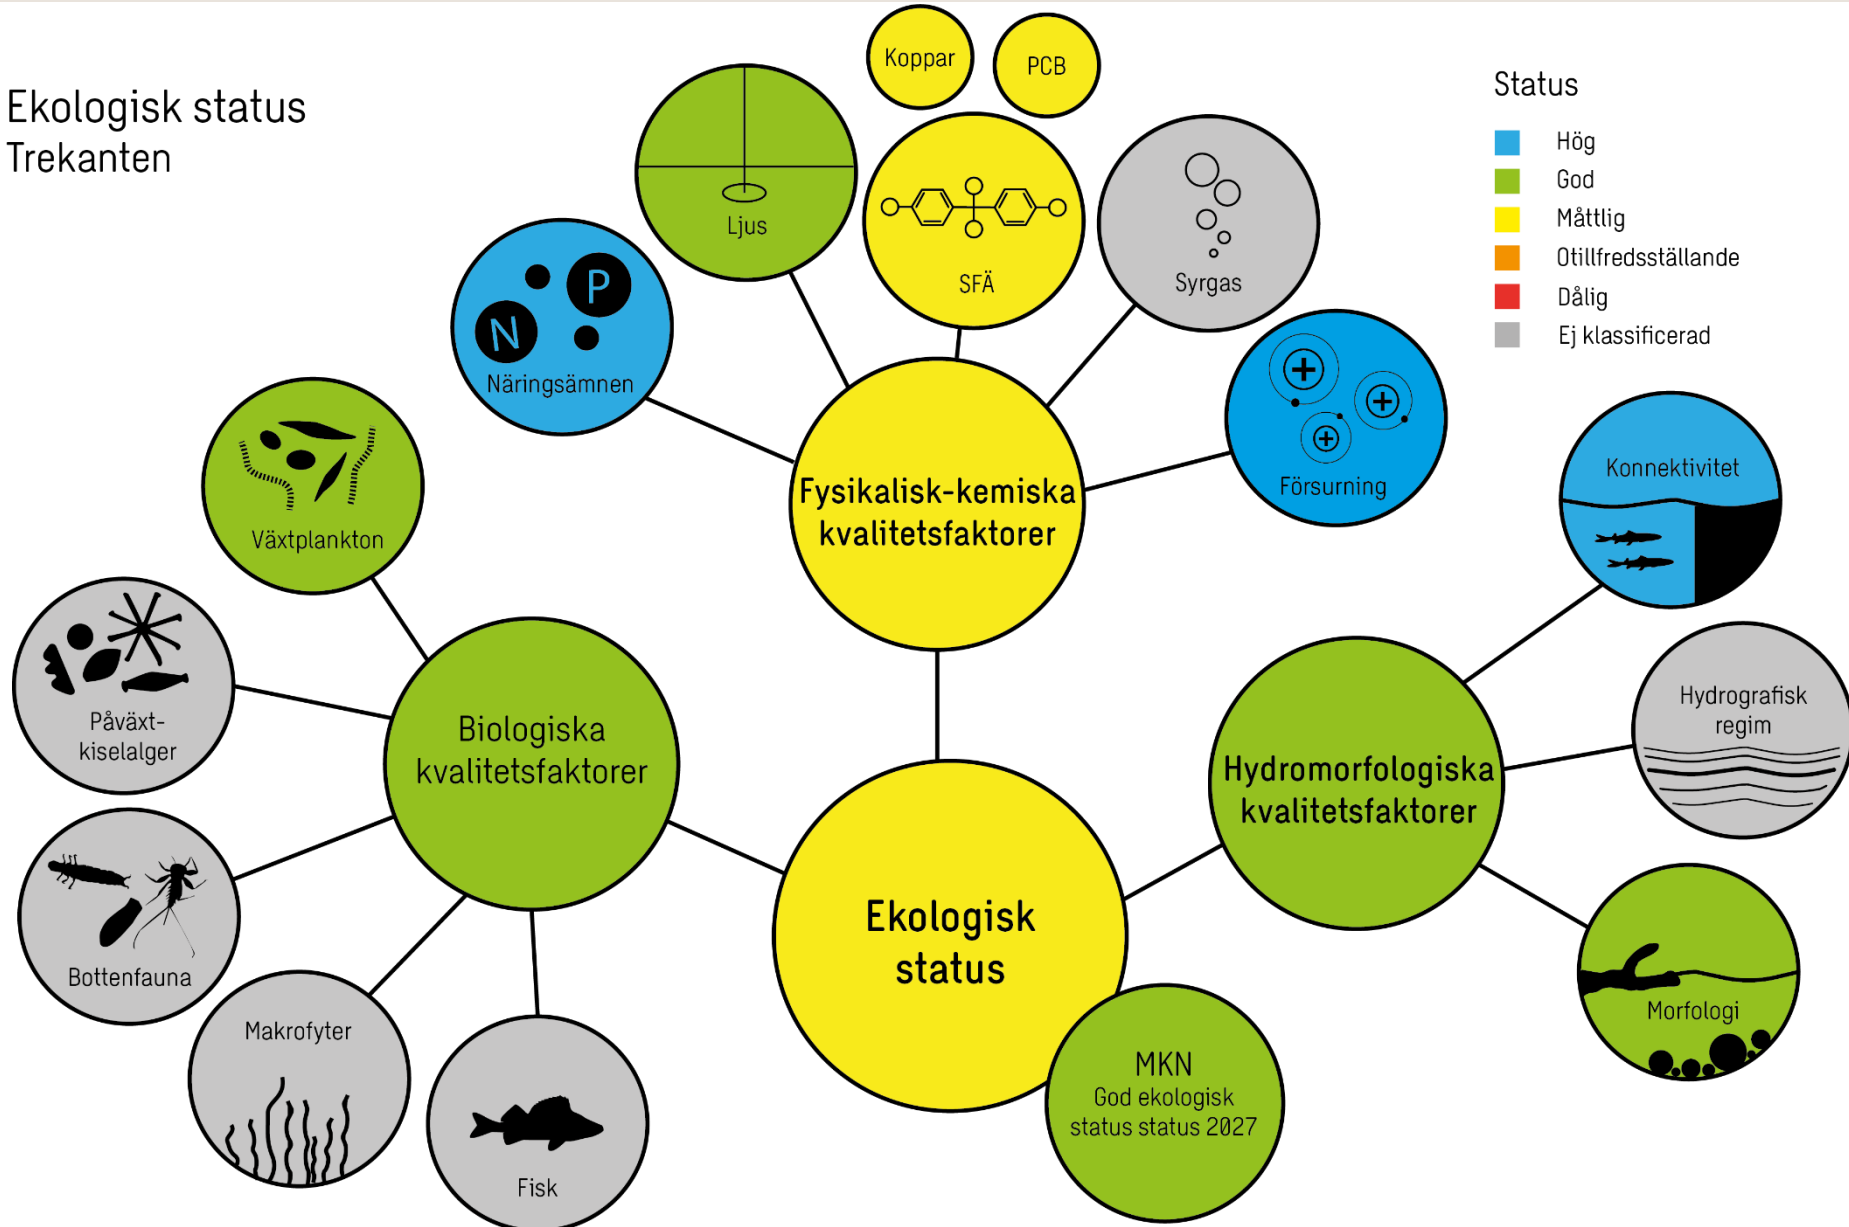 Ekologisk status
Trekanten
Koppar
PCB
Ljus
SFÄ
Syrgas
N
P
Näringsämnen
Försurning
Fysikalisk-kemiska
kvalitetsfaktorer
Status
Hög
God
Måttlig
Otillfredsställande
Dålig
Ej klassificerad
Växtplankton
Påväxt-
kiselalger
Bottenfauna
Makrofyter
Fisk
Biologiska
kvalitetsfaktorer
Konnektivitet
Hydrografisk
regim
Morfologi
Hydromorfologiska
kvalitetsfaktorer
Ekologisk
status
MKN
God ekologisk
status status 2027